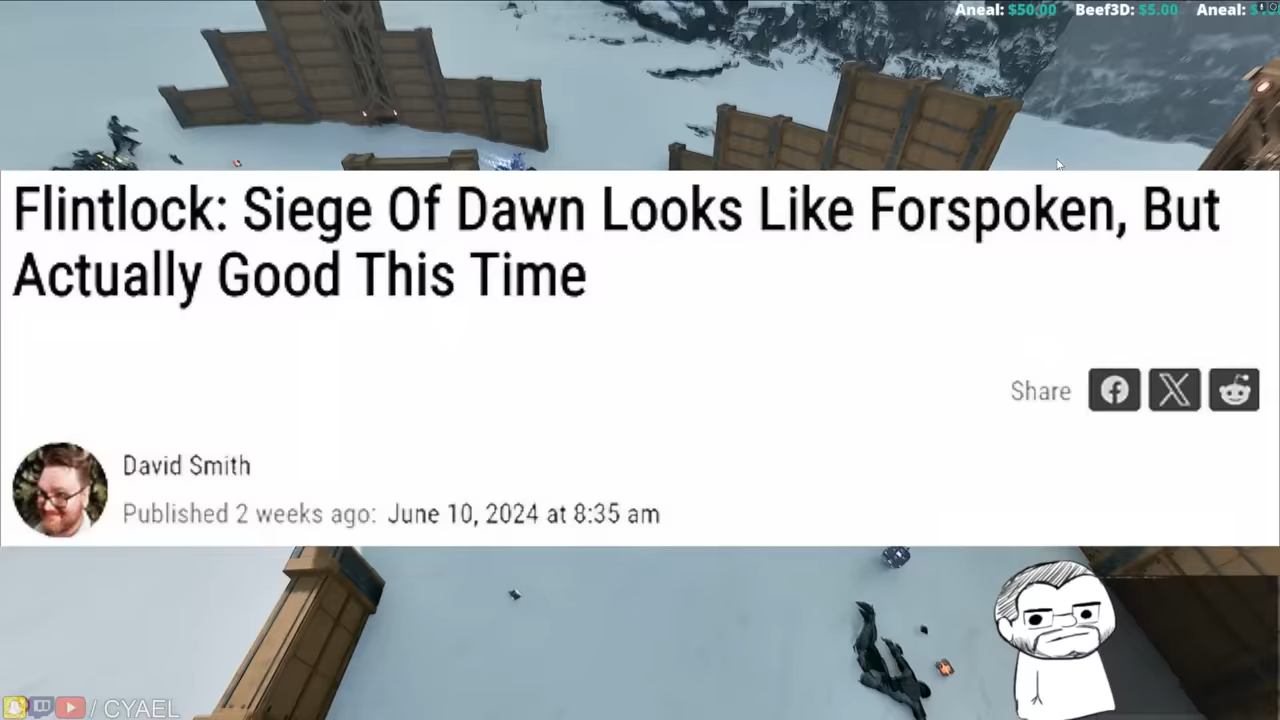 Aneal: $50.00 Beef3D: $5.00 Aneal:
Flintlock: Siege Of Dawn Looks Like Forspoken, But
Actually Good This Time
Share
David Smith
Published 2 weeks ago: June 10, 2024 at 8:35 am
/ CYAEL